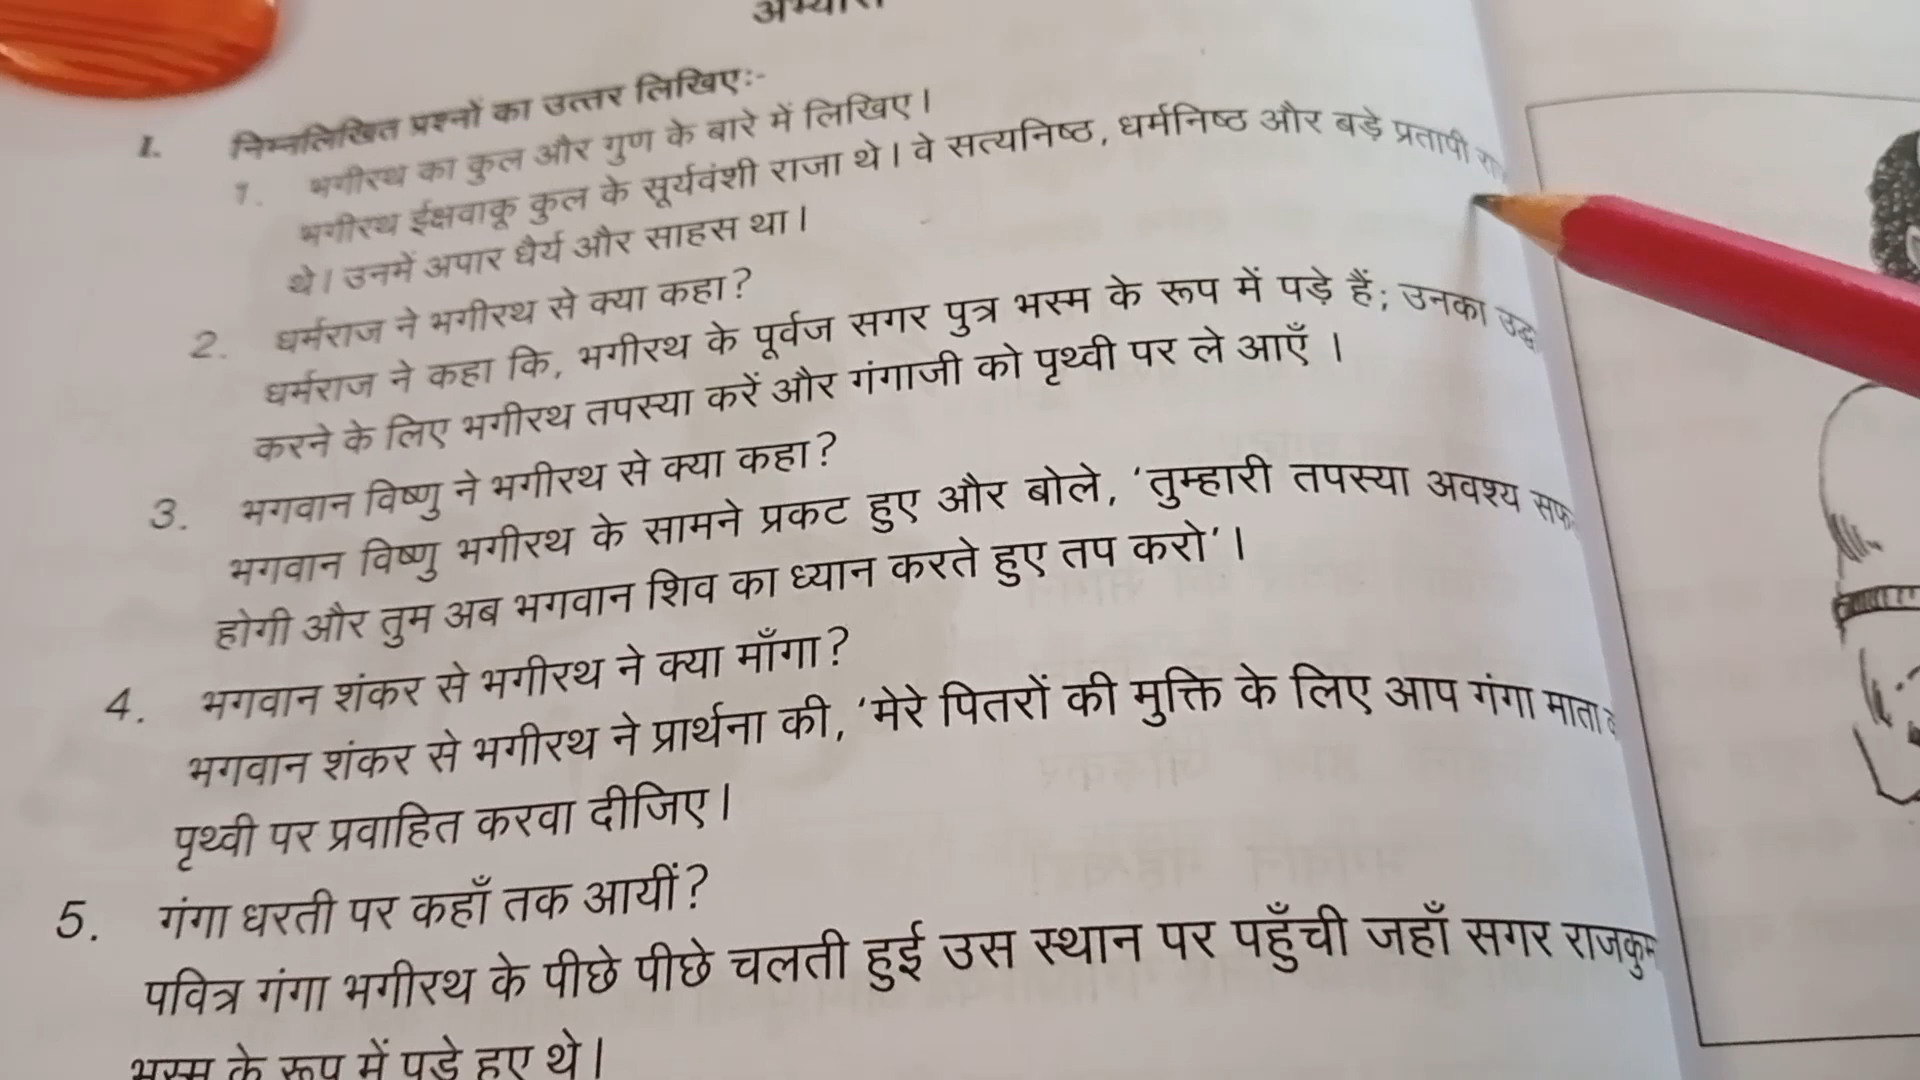 अभ्यास
I. निम्नलिखित प्रश्नों का उत्तर लिखिए:-
1. भगीरथ का कुल और गुण के बारे में लिखिए।
भगीरथ ईक्षवाकू कुल के सूर्यवंशी राजा थे। वे सत्यनिष्ठ, धर्मनिष्ठ और बड़े प्रतापी
थे। उनमें अपार धैर्य और साहस था।
2. धर्मराज ने भगीरथ से क्या कहा?
धर्मराज ने कहा कि, भगीरथ के पूर्वज सगर पुत्र भस्म के रूप में पड़े हैं; उनका
करने के लिए भगीरथ तपस्या करें और गंगाजी को पृथ्वी पर ले आएँ ।
3. भगवान विष्णु ने भगीरथ से क्या कहा?
भगवान विष्णु भगीरथ के सामने प्रकट हुए और बोले, 'तुम्हारी तपस्या अवश्य
होगी और तुम अब भगवान शिव का ध्यान करते हुए तप करो'।
4. भगवान शंकर से भगीरथ ने क्या माँगा?
भगवान शंकर से भगीरथ ने प्रार्थना की, 'मेरे पितरों की मुक्ति के लिए आप गंगा माता
पृथ्वी पर प्रवाहित करवा दीजिए।
5. गंगा धरती पर कहाँ तक आयीं?
पवित्र गंगा भगीरथ के पीछे पीछे चलती हुई उस स्थान पर पहुँची जहाँ सगर
भस्म के रूप में पड़े हुए थे।